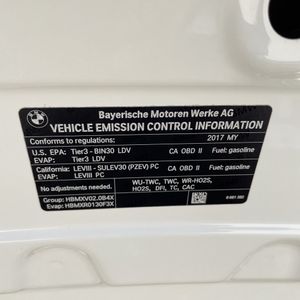 BMW
Bayerische Motoren Werke AG
VEHICLE EMISSION CONTROL INFORMATION
Conforms to regulations: 2017 MY
U.S. EPA: Tier3 - BIN30 LDV CA OBD II Fuel: gasoline
EVAP: Tier3 LDV
California: LEVIII - SULEV30 (PZEV) PC CA OBD II Fuel: gasoline
EVAP: LEVIII PC
No adjustments needed. WU-TWC, TWC, WR-HO2S,
HO2S, DFI, TC, CAC
Group: HBMXV02.0B4X
Evap: HBMXR0130F3X